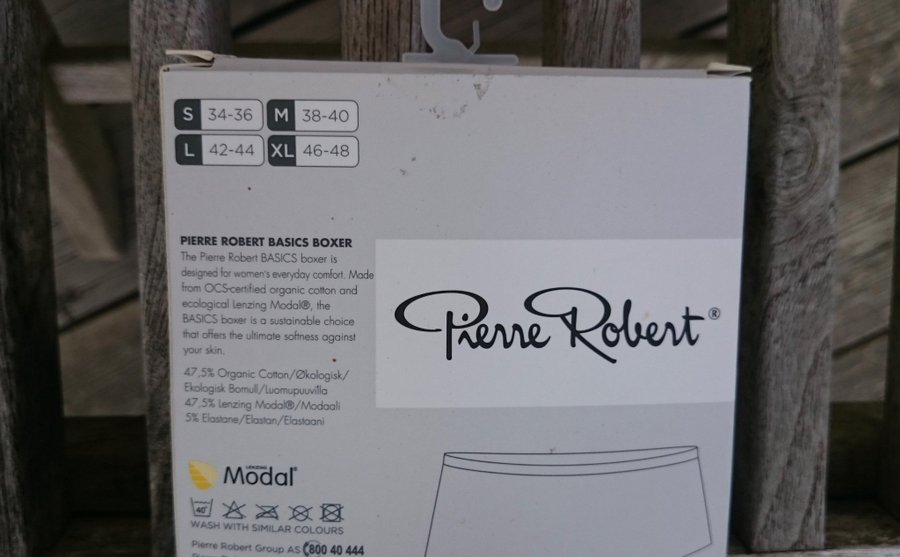 S 34-36 M 38-40
L 42-44 XL 46-48
PIERRE ROBERT BASICS BOXER
The Pierre Robert BASICS boxer is
designed for women's everyday comfort. Made
from OCS-certified organic cotton and
ecological Lenzing Modal®, the
BASICS boxer is a sustainable choice
that offers the ultimate softness against
your skin.
Pierre Robert®
47,5% Organic Cotton/Økologisk/
Ekologisk Bomull/Luomupuuvilla
47,5% Lenzing Modal®/Modaali
5% Elastane/Elastan/Elastaani
LENZING
Modal®
40°
WASH WITH SIMILAR COLOURS
Pierre Robert Group AS 800 40 444